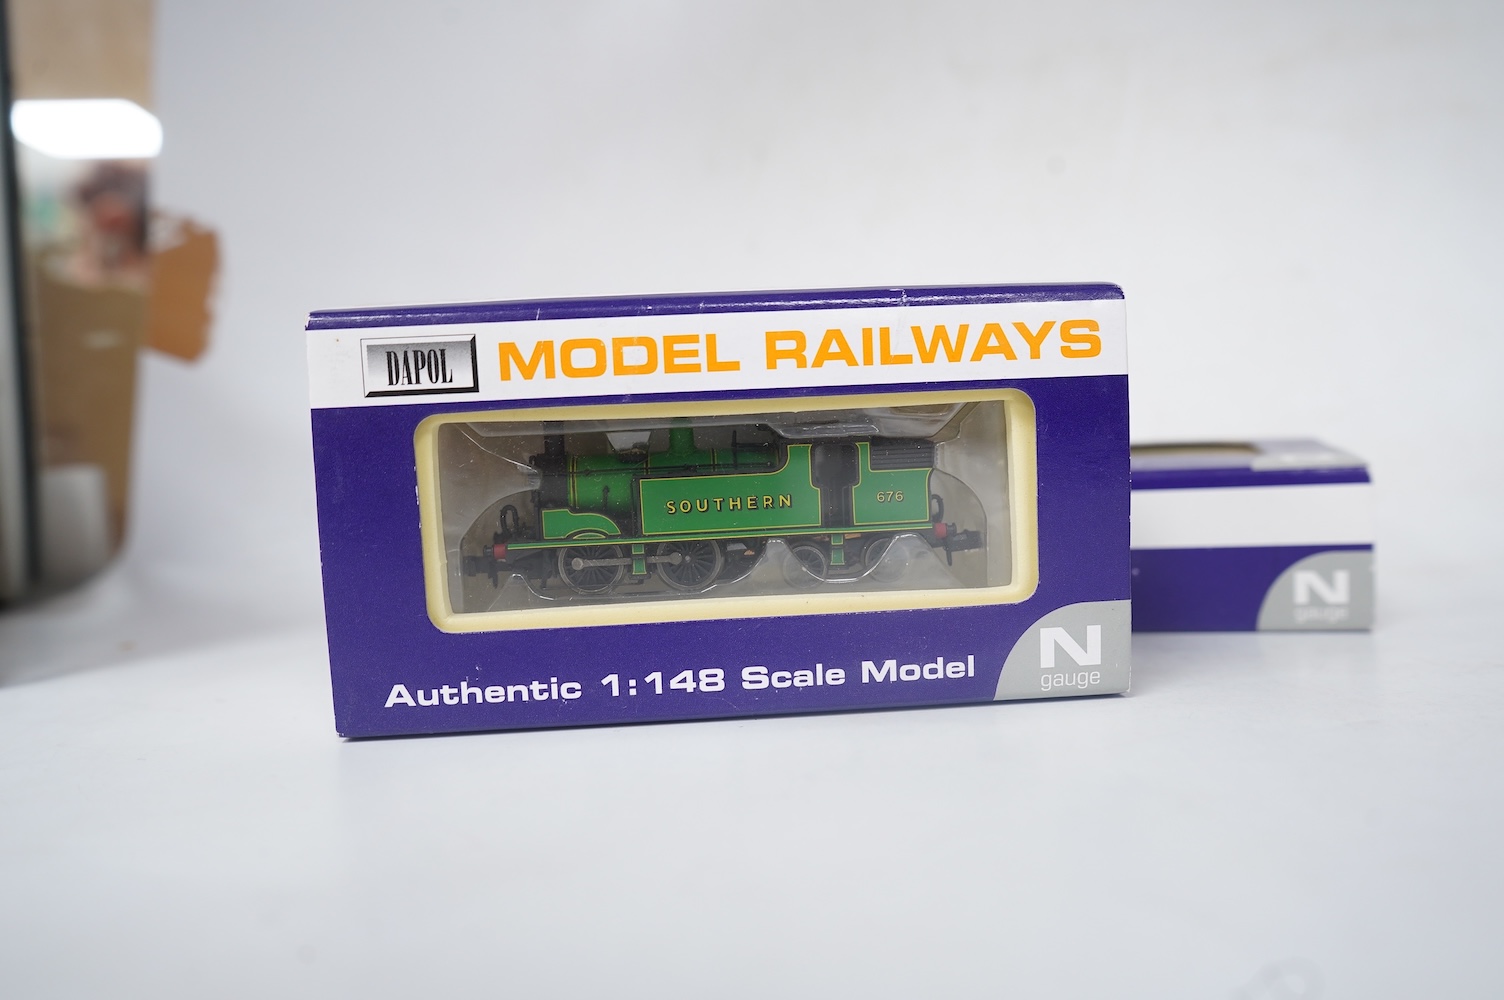 DAPOL MODEL RAILWAYS
SOUTHERN 676
Authentic 1:148 Scale Model
N
gauge
N
gauge